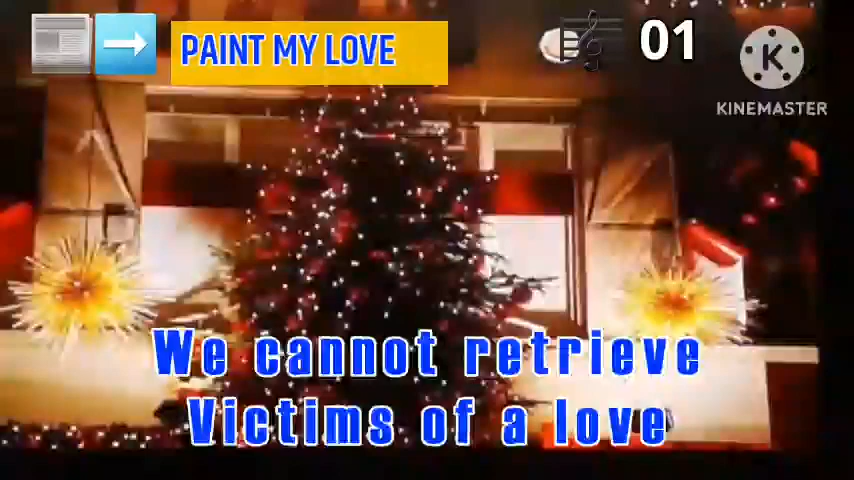 PAINT MY LOVE
01
KINEMASTER
We cannot retrieve
Victims of a love